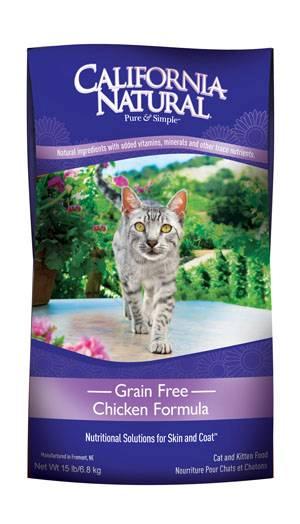 CALIFORNIA
NATURAL®
Pure & Simple™
Natural ingredients with added vitamins, minerals and other trace nutrients.
Grain Free
Chicken Formula
Nutritional Solutions for Skin and Coat™
Manufactured in Fremont, NE
Net Wt 15 lb/6.8 kg
Cat and Kitten Food
Nourriture Pour Chats et Chatons